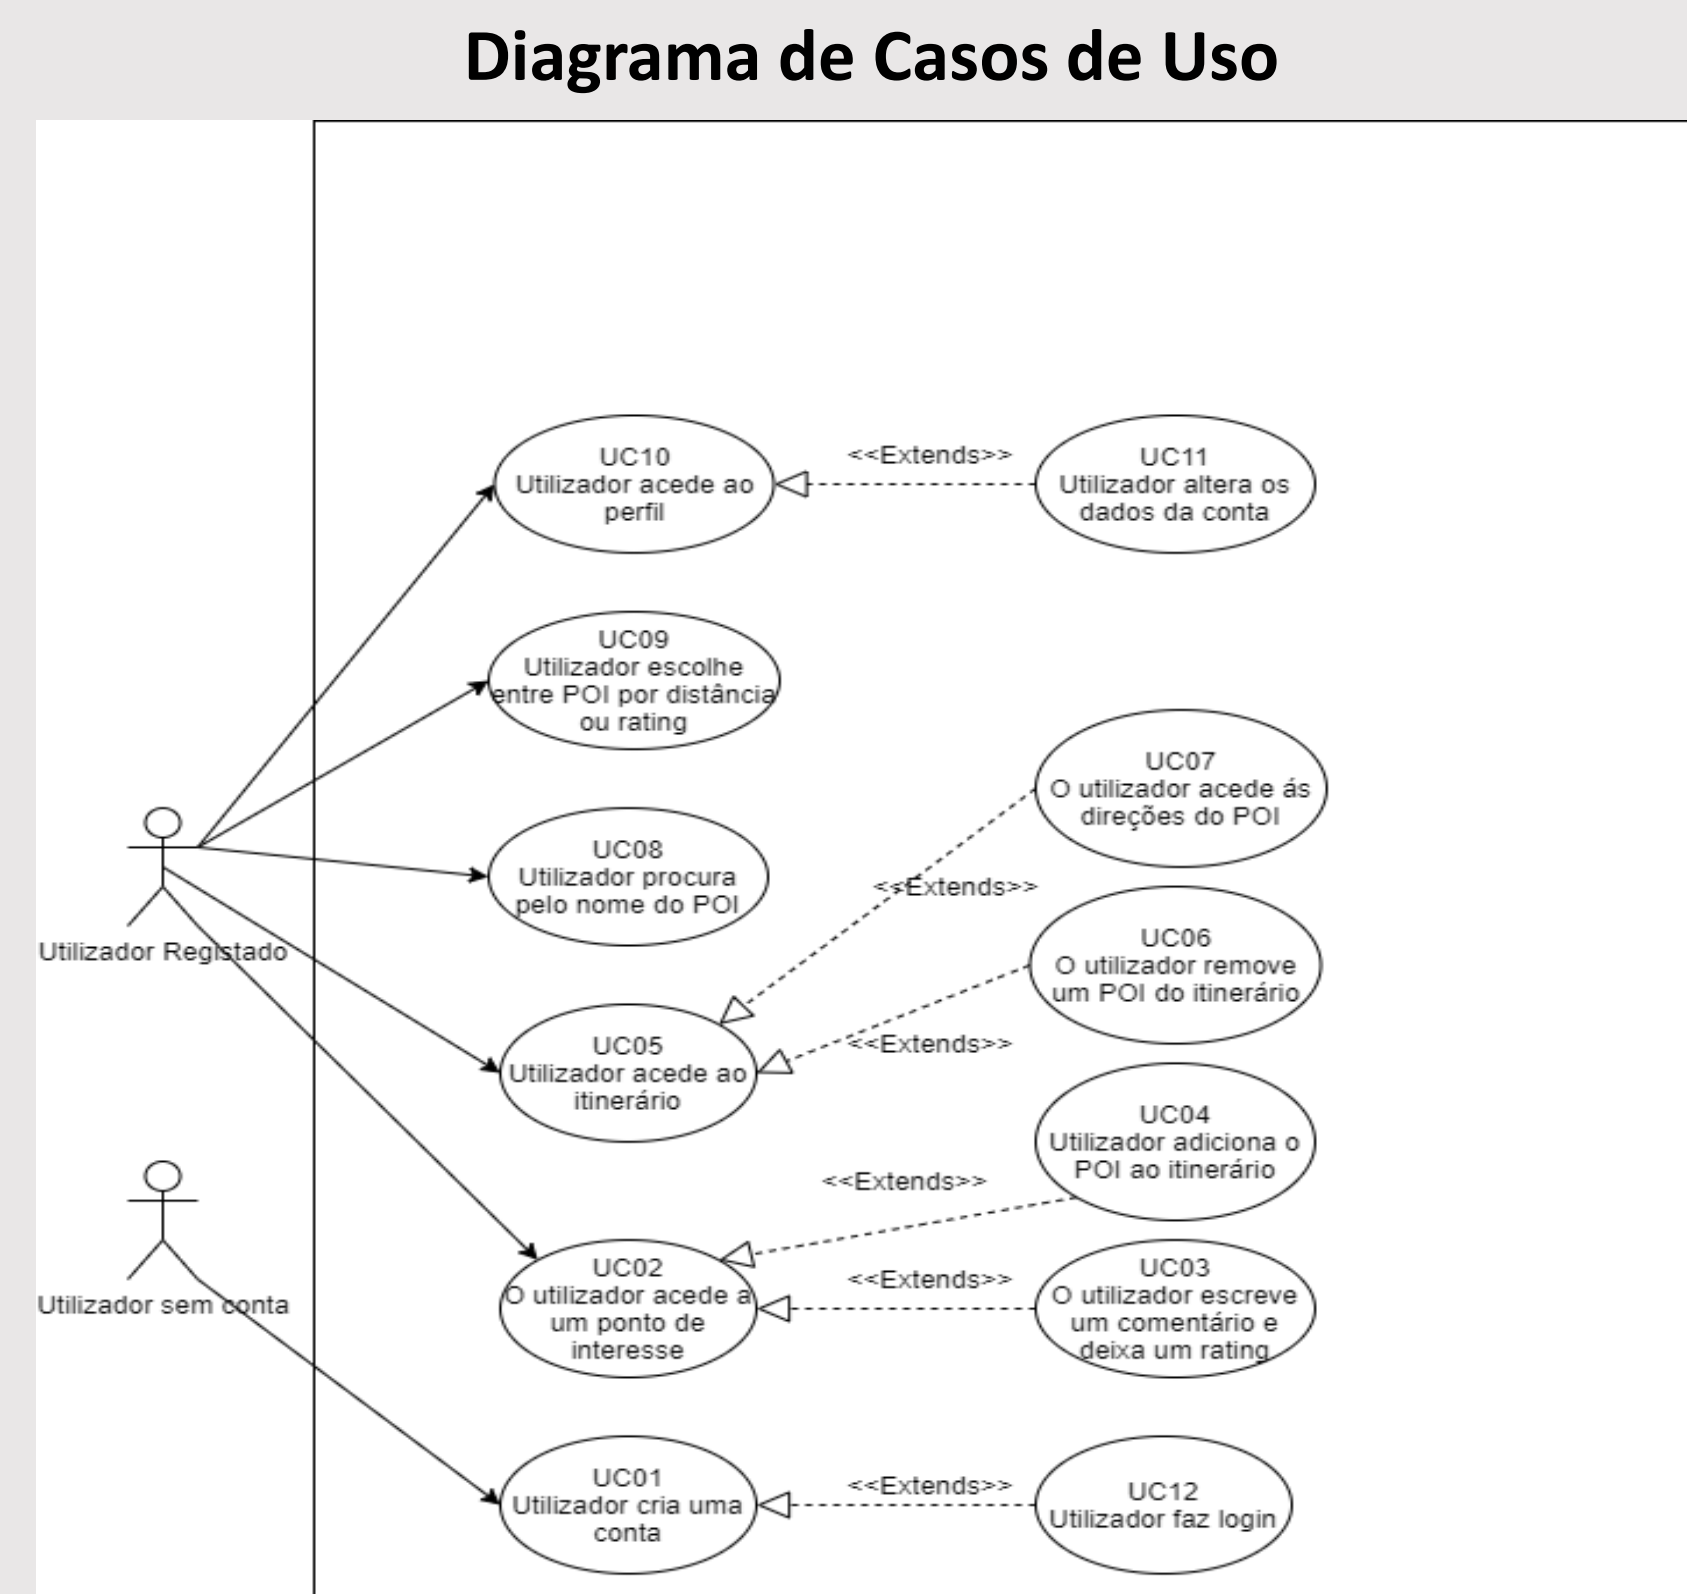 Diagrama de Casos de Uso
UC10
Utilizador acede ao
perfil
<<Extends>>
UC11
Utilizador altera os
dados da conta
UC09
Utilizador escolhe
entre POI por distância
ou rating
UC07
O utilizador acede ás
direções do POI
UC08
Utilizador procura
pelo nome do POI
<<Extends>>
Utilizador Registado
UC06
O utilizador remove
um POI do itinerário
<<Extends>>
UC05
Utilizador acede ao
itinerário
UC04
Utilizador adiciona o
POI ao itinerário
<<Extends>>
UC02
O utilizador acede a
um ponto de
interesse
<<Extends>>
UC03
O utilizador escreve
um comentário e
deixa um rating
Utilizador sem conta
UC01
Utilizador cria uma
conta
<<Extends>>
UC12
Utilizador faz login